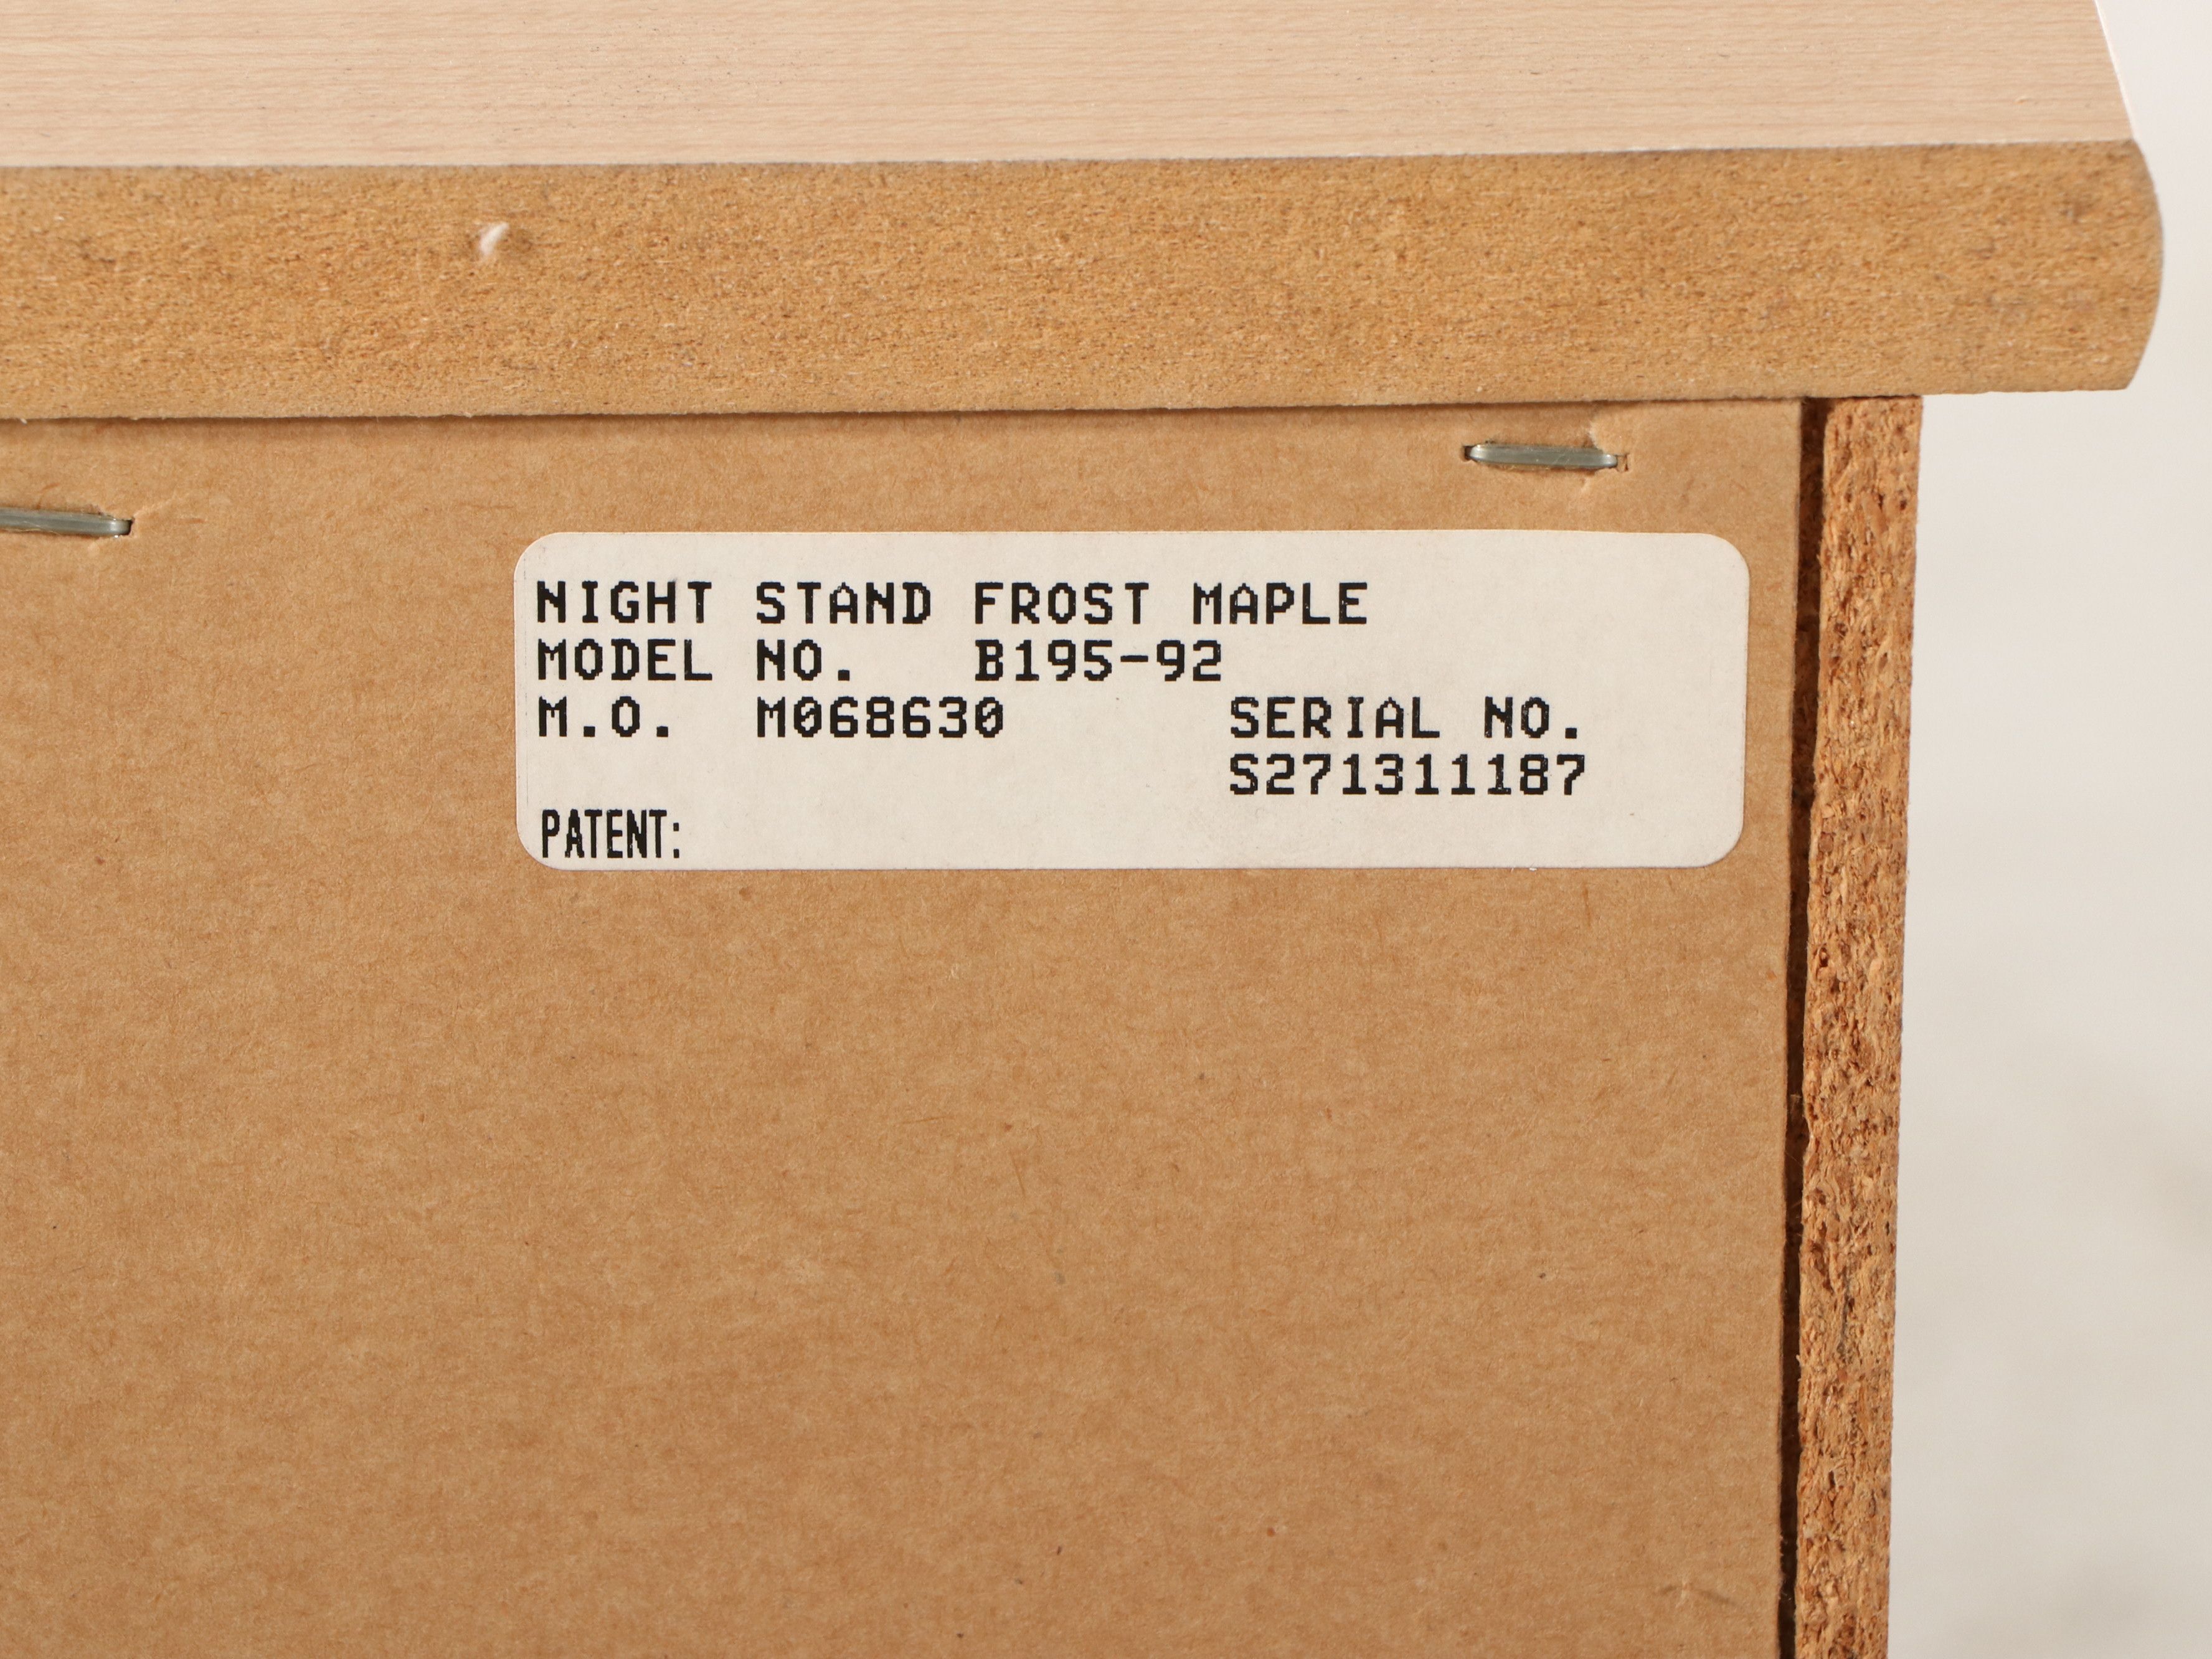 NIGHT STAND FROST MAPLE
MODEL NO. B195-92
M.O. M068630 SERIAL NO.
S271311187
PATENT: